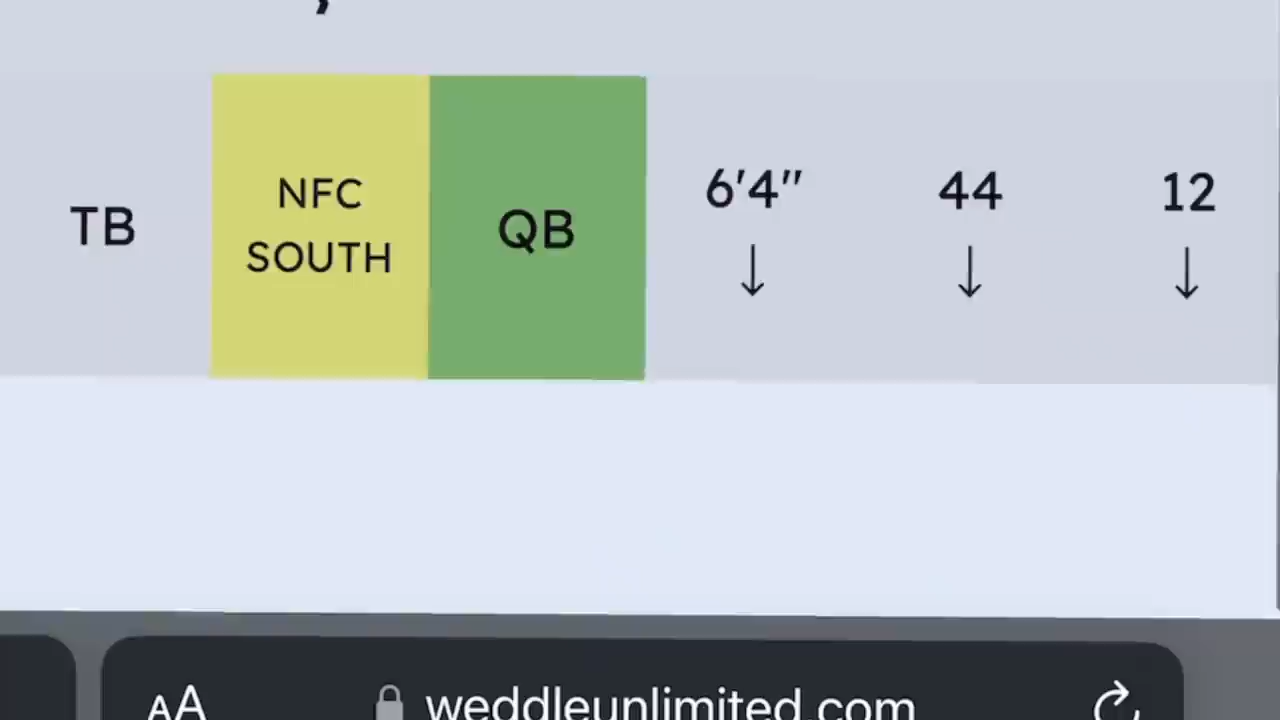 TB
NFC
SOUTH
QB
6'4"
44
12
↓
↓
↓
AA
weddleunlimited.com